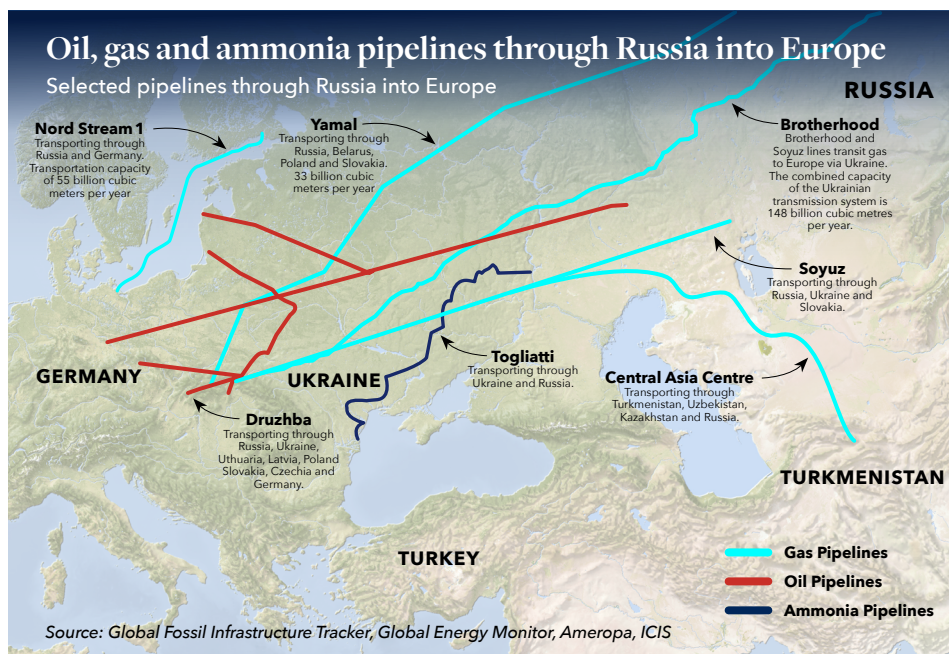 Oil, gas and ammonia pipelines through Russia into Europe
Selected pipelines through Russia into Europe
RUSSIA
Nord Stream 1
Transporting through
Russia and Germany.
Transportation capacity
of 55 billion cubic
meters per year
Yamal
Transporting through
Russia, Belarus,
Poland and Slovakia.
33 billion cubic
meters per year
Brotherhood
Brotherhood and
Soyuz lines transit gas
to Europe via Ukraine.
The combined capacity
of the Ukrainian
transmission system is
148 billion cubic metres
per year.
Soyuz
Transporting through
Russia, Ukraine and
Slovakia.
GERMANY
UKRAINE
Togliatti
Transporting through
Ukraine and Russia.
Central Asia Centre
Transporting through
Turkmenistan, Uzbekistan,
Kazakhstan and Russia.
Druzhba
Transporting through
Russia, Ukraine,
Uthuaria, Latvia, Poland
Slovakia, Czechia and
Germany.
TURKMENISTAN
TURKEY
Gas Pipelines
Oil Pipelines
Ammonia Pipelines
Source: Global Fossil Infrastructure Tracker, Global Energy Monitor, Ameropa, ICIS